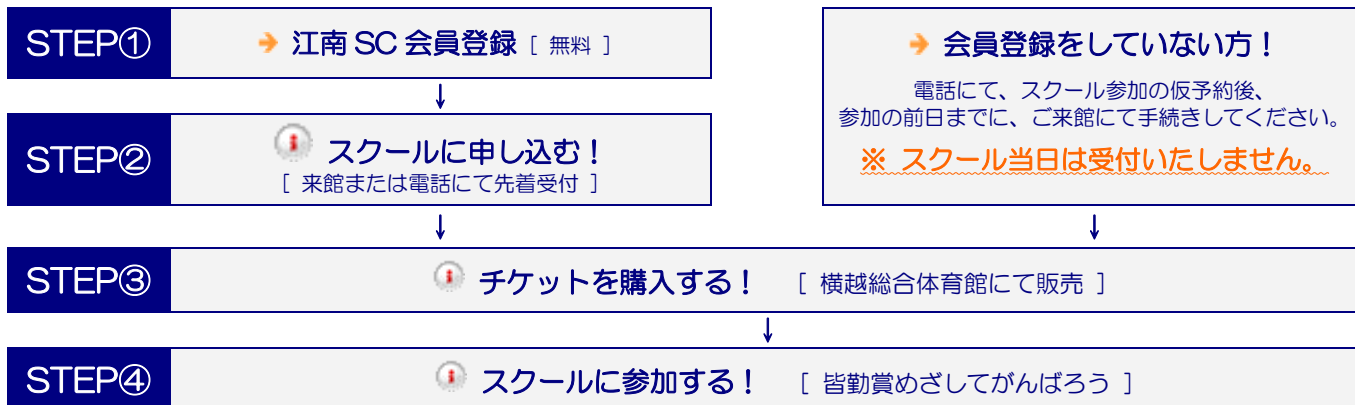 STEP① 江南 SC 会員登録 [ 無料 ]
↓
STEP② スクールに申し込む！
[ 来館または電話にて先着受付 ]
会員登録をしていない方！
電話にて、スクール参加の仮予約後、
参加の前日までに、ご来館にて手続きしてください。
※ スクール当日は受付いたしません。
↓ ↓
STEP③ チケットを購入する！ [ 横越総合体育館にて販売 ]
↓
STEP④ スクールに参加する！ [ 皆勤賞めざしてがんばろう ]